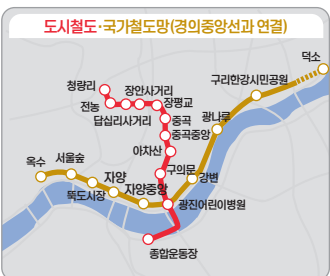 도시철도·국가철도망(경의중앙선과 연결)
덕소
구리한강시민공원
청량리
장안사거리
전농
장평교
답십리사거리
중곡
광나루
중곡중앙
아차산
옥수
서울숲
구의문
자양
강변
뚝도시장
자양중앙
광진어린이병원
종합운동장